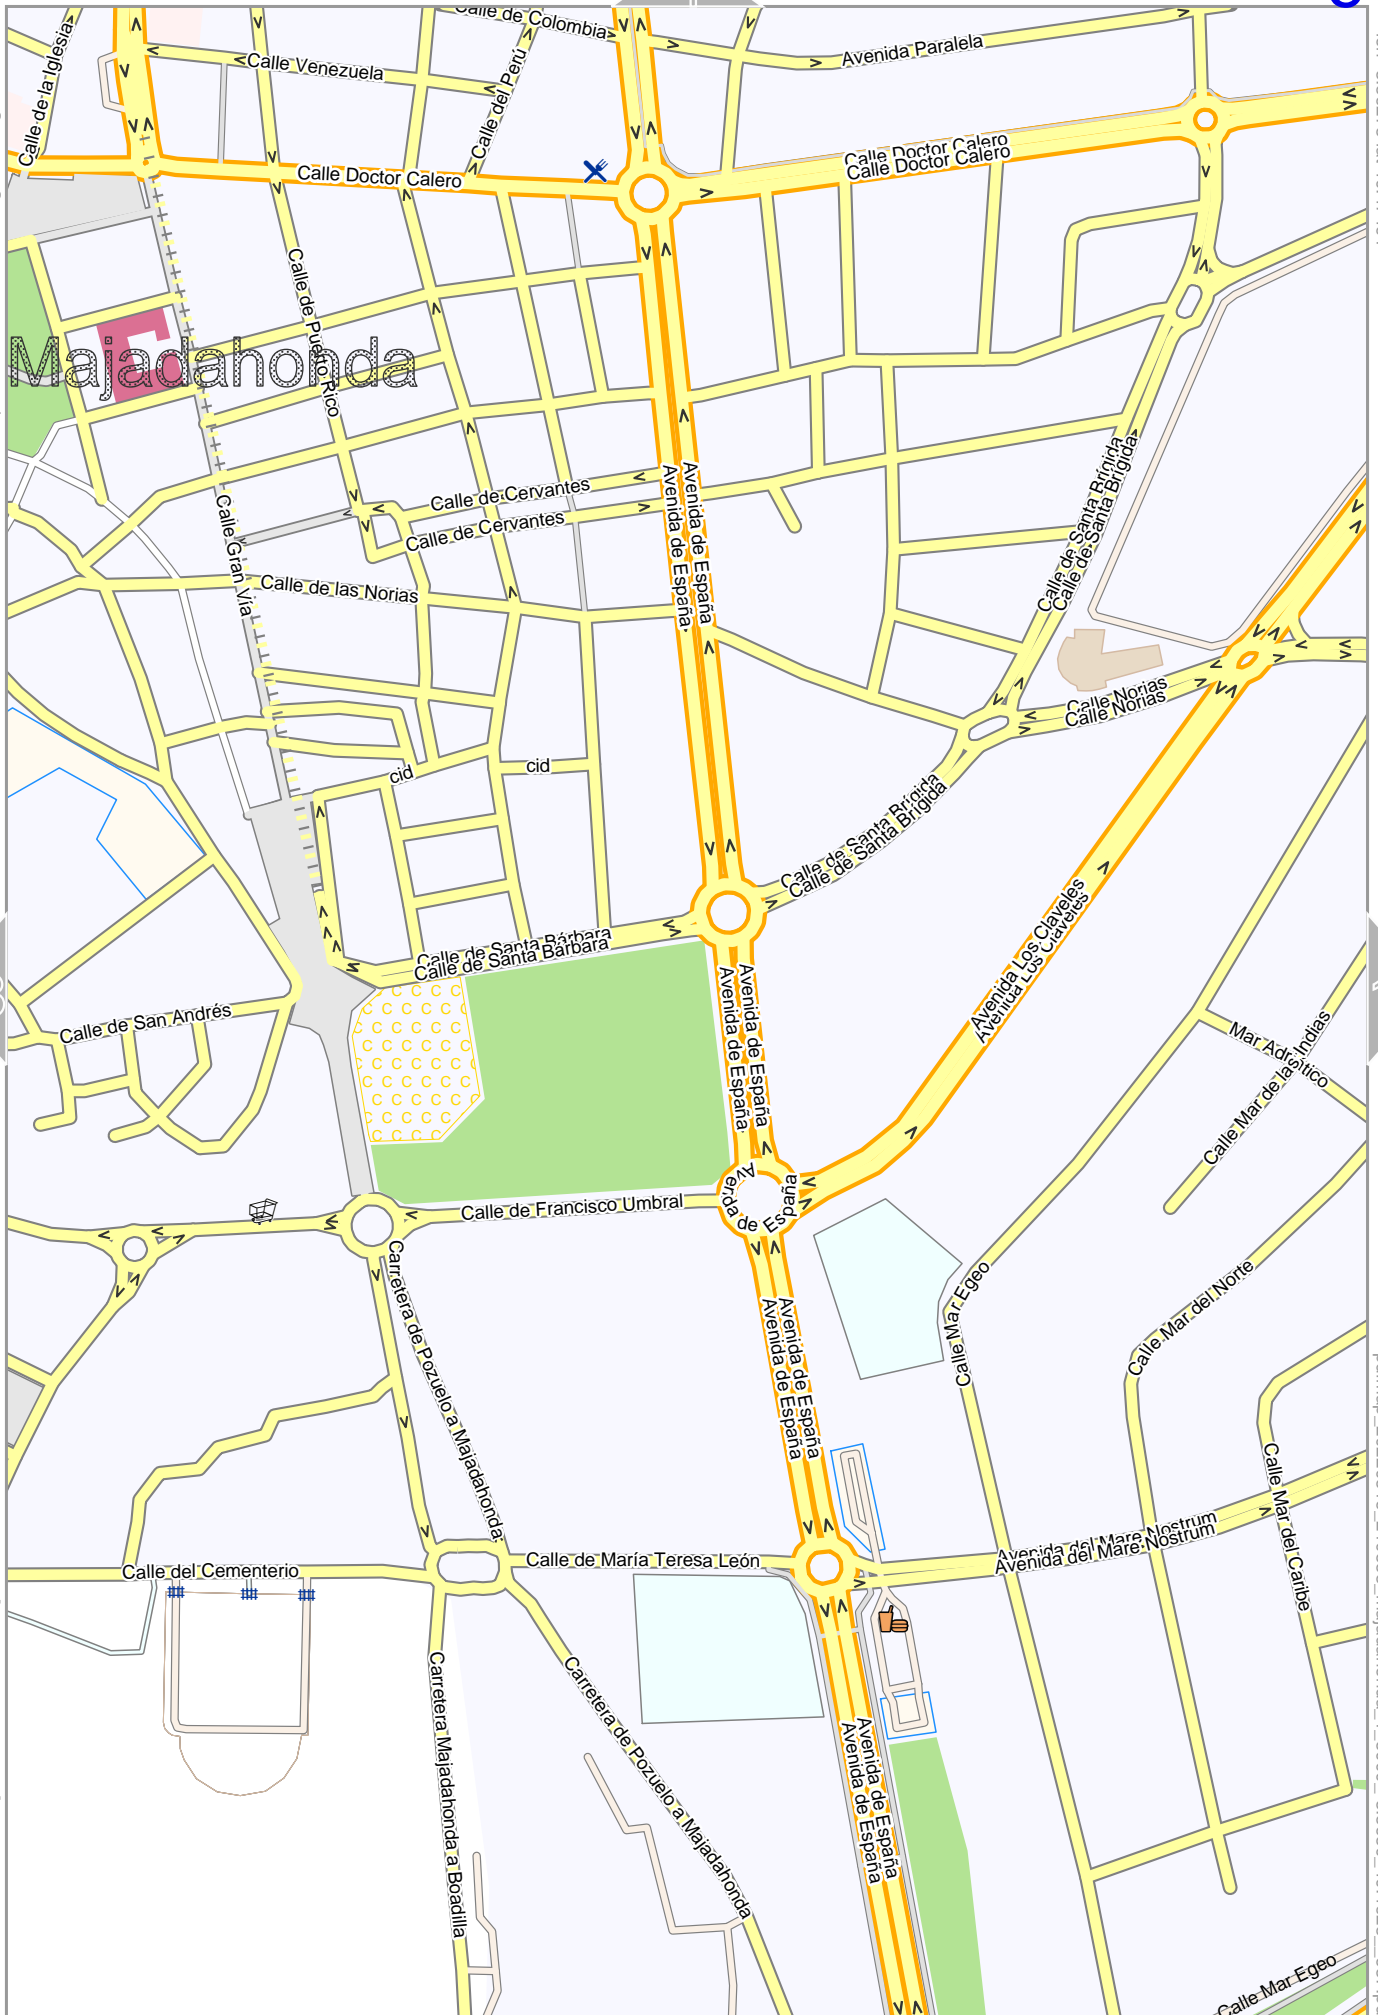 Calle de Colombia
Calle de la Iglesia
Calle Venezuela
Calle del Perú
Avenida Paralela
Calle Doctor Calero
Calle Doctor Calero
Calle Doctor Calero
Calle de Puerto Rico
Majadahonda
Calle Gran Vía
Calle de Cervantes
Calle de Cervantes
Avenida de España
Avenida de España
Calle de Santa Brígida
Calle de Santa Brígida
Calle de las Norias
Calle Norias
Calle Norias
cid
cid
Calle de Santa Brígida
Calle de Santa Brígida
Calle de Santa Bárbara
Calle de Santa Bárbara
Avenida Los Claveles
Avenida Los Claveles
Avenida de España
Avenida de España
Calle de San Andrés
Mar Adriático
Calle Mar de las Indias
Calle de Francisco Umbral
Avenida de España
Carretera de Pozuelo a Majadahonda
Calle Mar Egeo
Calle Mar del Norte
Avenida de España
Avenida de España
Calle Mar del Caribe
Avenida del Mare Nostrum
Avenida del Mare Nostrum
Calle del Cementerio
Calle de María Teresa León
Carretera Majadahonda a Boadilla
Carretera de Pozuelo a Majadahonda
Avenida de España
Avenida de España
Calle Mar Egeo